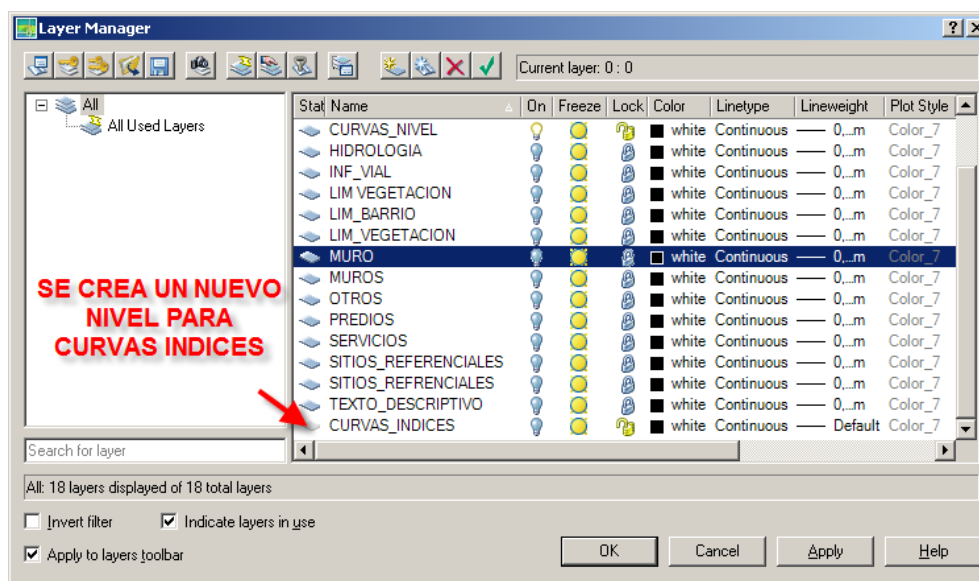 Layer Manager
Current layer: 0 : 0
All
All Used Layers
Stat Name On Freeze Lock Color Linetype Lineweight Plot Style
CURVAS_NIVEL white Continuous 0,...m Color_7
HIDROLOGIA white Continuous 0,...m Color_7
INF_VIAL white Continuous 0,...m Color_7
LIM VEGETACION white Continuous 0,...m Color_7
LIM_BARRIO white Continuous 0,...m Color_7
LIM_VEGETACION white Continuous 0,...m Color_7
MURO white Continuous 0,...m Color_7
MUROS white Continuous 0,...m Color_7
OTROS white Continuous 0,...m Color_7
PREDIOS white Continuous 0,...m Color_7
SERVICIOS white Continuous 0,...m Color_7
SITIOS_REFERENCIALES white Continuous 0,...m Color_7
SITIOS_REFRENCIALES white Continuous 0,...m Color_7
TEXTO_DESCRIPTIVO white Continuous 0,...m Color_7
CURVAS_INDICES white Continuous Default Color_7
SE CREA UN NUEVO
NIVEL PARA
CURVAS INDICES
Search for layer
All: 18 layers displayed of 18 total layers
Invert filter
Indicate layers in use
Apply to layers toolbar
OK
Cancel
Apply
Help